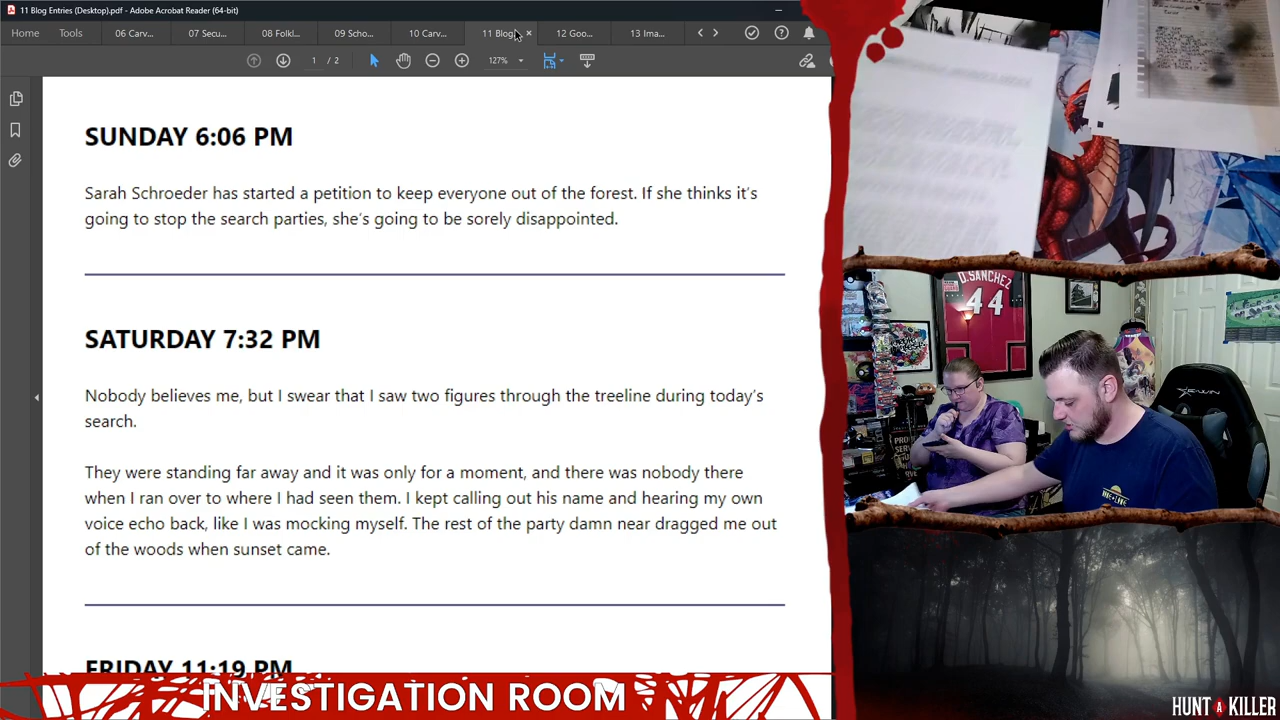 11 Blog Entries (Desktop).pdf - Adobe Acrobat Reader (64-bit)
Home Tools 06 Carv... 07 Secu... 08 Folkl... 09 Scho... 10 Carv... 11 Blog 12 Goo... 13 Ima...
1 / 2 127%
SUNDAY 6:06 PM
Sarah Schroeder has started a petition to keep everyone out of the forest. If she thinks it's
going to stop the search parties, she's going to be sorely disappointed.
SATURDAY 7:32 PM
Nobody believes me, but I swear that I saw two figures through the treeline during today's
search.
They were standing far away and it was only for a moment, and there was nobody there
when I ran over to where I had seen them. I kept calling out his name and hearing my own
voice echo back, like I was mocking myself. The rest of the party damn near dragged me out
of the woods when sunset came.
FRIDAY 11:19 PM
INVESTIGATION ROOM
D.SANCHEZ
44
HUNT A KILLER